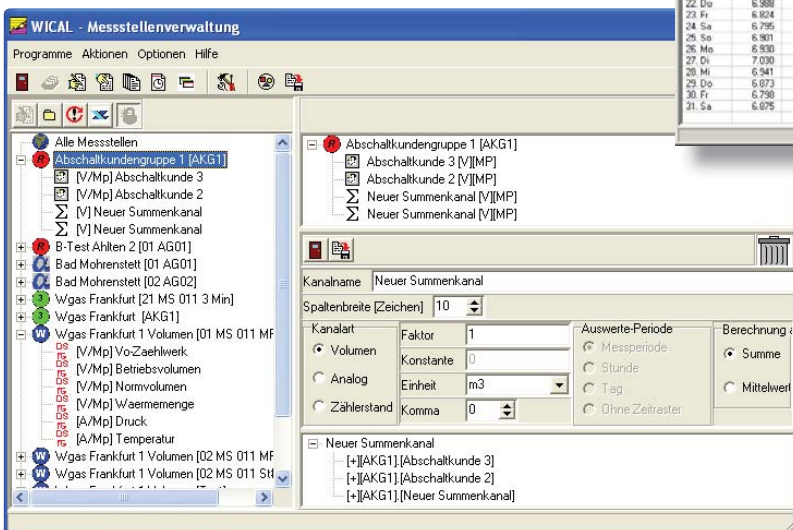 22. Do 6.988
23. Fr 6.824
24. Sa 6.795
25. So 6.901
26. Mo 6.930
27. Di 7.030
28. Mi 6.941
29. Do 6.873
30. Fr 6.798
31. Sa 6.875
WICAL - Messstellenverwaltung
Programme Aktionen Optionen Hilfe
Alle Messstellen
Abschaltkundengruppe 1 [AKG1]
[V/Mp] Abschaltkunde 3
[V/Mp] Abschaltkunde 2
[V] Neuer Summenkanal
[V] Neuer Summenkanal
B-Test Ahlten 2 [01 AG01]
Bad Mohrenstett [01 AG01]
Bad Mohrenstett [02 AG02]
Wgas Frankfurt [21 MS 011 3 Min]
Wgas Frankfurt [AKG1]
Wgas Frankfurt 1 Volumen [01 MS 011 MF
[V/Mp] Vo-Zaehlwerk
[V/Mp] Betriebsvolumen
[V/Mp] Normvolumen
[V/Mp] Waermemenge
[A/Mp] Druck
[A/Mp] Temperatur
Wgas Frankfurt 1 Volumen [02 MS 011 MF
Wgas Frankfurt 1 Volumen [02 MS 011 Stf
Abschaltkundengruppe 1 [AKG1]
Abschaltkunde 3 [V][MP]
Abschaltkunde 2 [V][MP]
Neuer Summenkanal [V][MP]
Neuer Summenkanal [V][MP]
Kanalname Neuer Summenkanal
Spaltenbreite [Zeichen] 10
Kanalart
Volumen
Analog
Zählerstand
Faktor 1
Konstante 0
Einheit m3
Komma 0
Auswerte-Periode
Messperiode
Stunde
Tag
Ohne Zeitraster
Berechnung a
Summe
Mittelwert
Neuer Summenkanal
[+][AKG1].[Abschaltkunde 3]
[+][AKG1].[Abschaltkunde 2]
[+][AKG1].[Neuer Summenkanal]